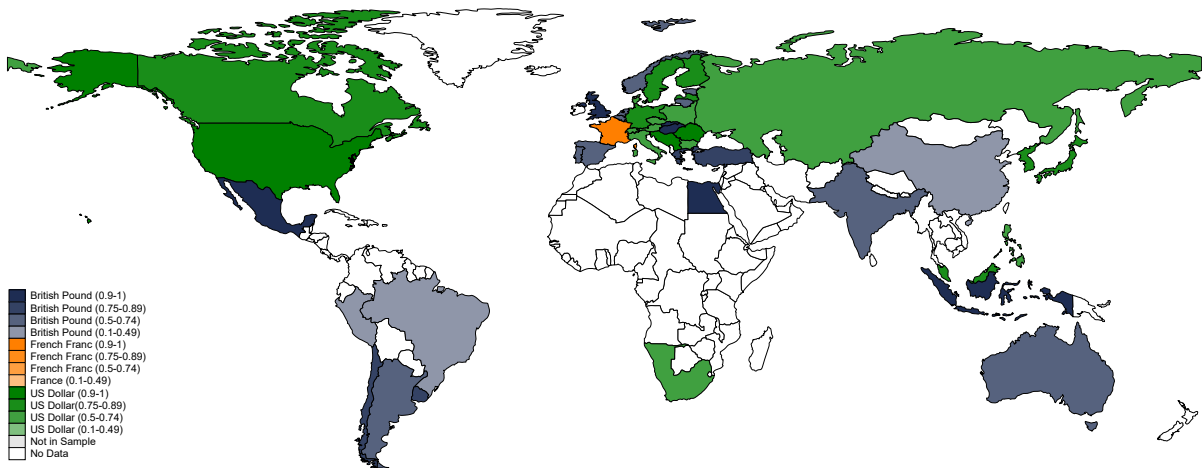 British Pound (0.9-1)
British Pound (0.75-0.89)
British Pound (0.5-0.74)
British Pound (0.1-0.49)
French Franc (0.9-1)
French Franc (0.75-0.89)
French Franc (0.5-0.74)
France (0.1-0.49)
US Dollar (0.9-1)
US Dollar(0.75-0.89)
US Dollar (0.5-0.74)
US Dollar (0.1-0.49)
Not in Sample
No Data